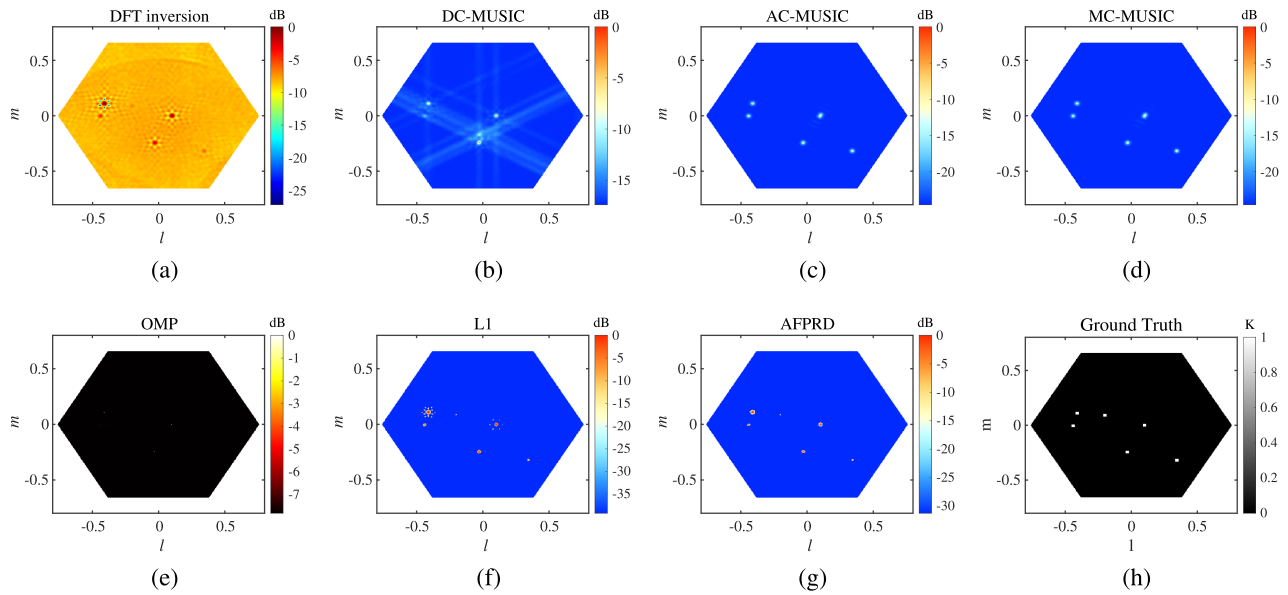 DFT inversion
dB
0.5
0
-0.5
m
-0.5
0
0.5
l
0
-5
-10
-15
-20
-25
(a)
DC-MUSIC
dB
0.5
0
-0.5
m
-0.5
0
0.5
l
0
-5
-10
-15
(b)
AC-MUSIC
dB
0.5
0
-0.5
m
-0.5
0
0.5
l
0
-5
-10
-15
-20
(c)
MC-MUSIC
dB
0.5
0
-0.5
m
-0.5
0
0.5
l
0
-5
-10
-15
-20
(d)
OMP
dB
0.5
0
-0.5
m
-0.5
0
0.5
l
0
-1
-2
-3
-4
-5
-6
-7
(e)
L1
dB
0.5
0
-0.5
m
-0.5
0
0.5
l
0
-5
-10
-15
-20
-25
-30
-35
(f)
AFPRD
dB
0.5
0
-0.5
m
-0.5
0
0.5
l
0
-5
-10
-15
-20
-25
-30
(g)
Ground Truth
K
0.5
0
-0.5
m
-0.5
0
0.5
l
1
0.8
0.6
0.4
0.2
0
(h)